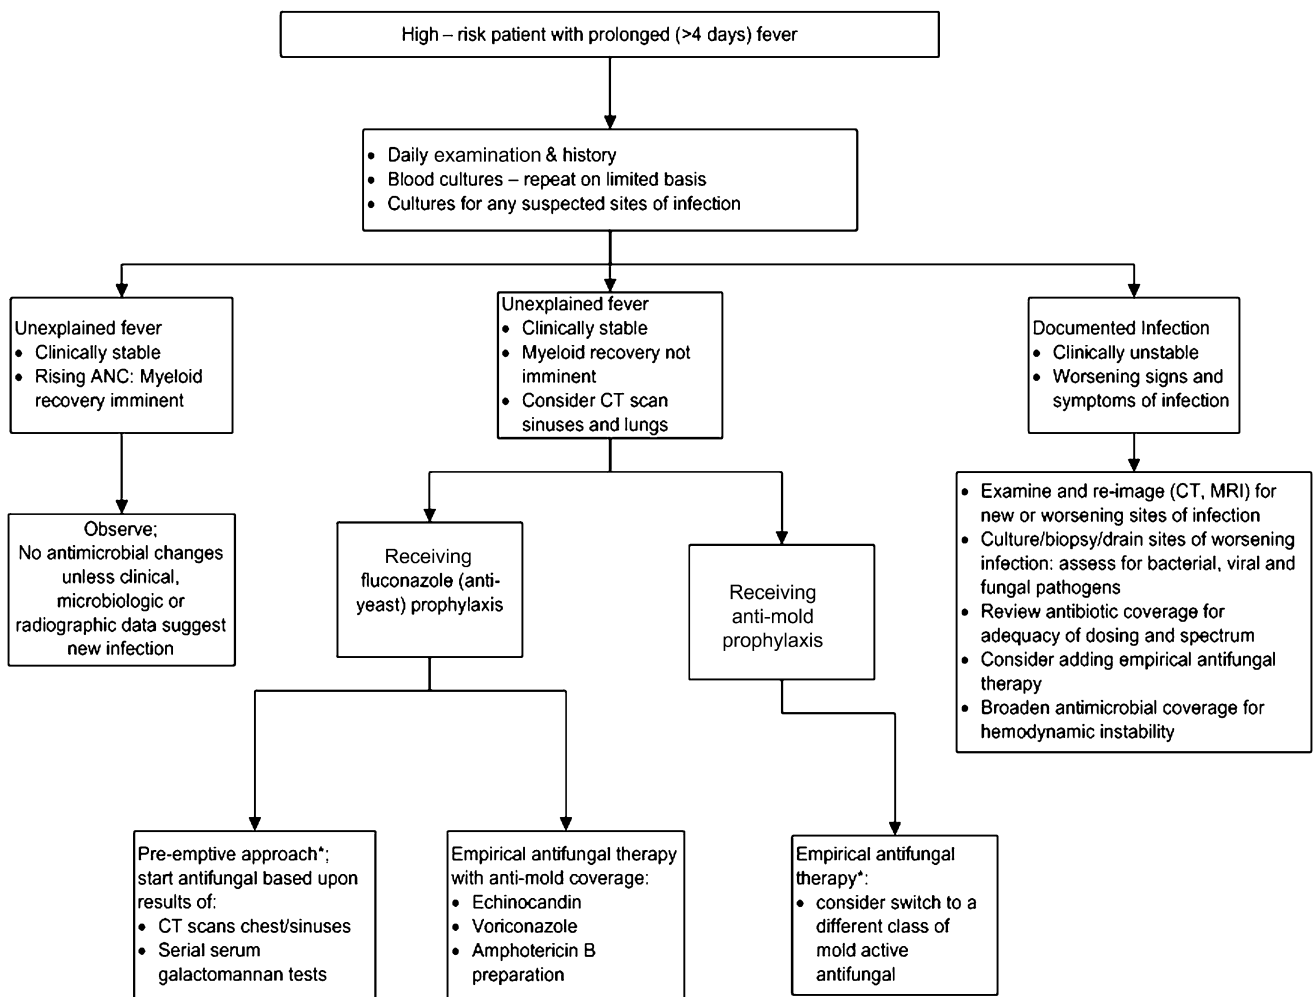 High – risk patient with prolonged (>4 days) fever
• Daily examination & history
• Blood cultures – repeat on limited basis
• Cultures for any suspected sites of infection
Unexplained fever
• Clinically stable
• Rising ANC: Myeloid
recovery imminent
Unexplained fever
• Clinically stable
• Myeloid recovery not
imminent
• Consider CT scan
sinuses and lungs
Documented Infection
• Clinically unstable
• Worsening signs and
symptoms of infection
Observe;
No antimicrobial changes
unless clinical,
microbiologic or
radiographic data suggest
new infection
Receiving
fluconazole (anti-
yeast) prophylaxis
Receiving
anti-mold
prophylaxis
• Examine and re-image (CT, MRI) for
new or worsening sites of infection
• Culture/biopsy/drain sites of worsening
infection: assess for bacterial, viral and
fungal pathogens
• Review antibiotic coverage for
adequacy of dosing and spectrum
• Consider adding empirical antifungal
therapy
• Broaden antimicrobial coverage for
hemodynamic instability
Pre-emptive approach*;
start antifungal based upon
results of:
• CT scans chest/sinuses
• Serial serum
galactomannan tests
Empirical antifungal therapy
with anti-mold coverage:
• Echinocandin
• Voriconazole
• Amphotericin B
preparation
Empirical antifungal
therapy*:
• consider switch to a
different class of
mold active
antifungal